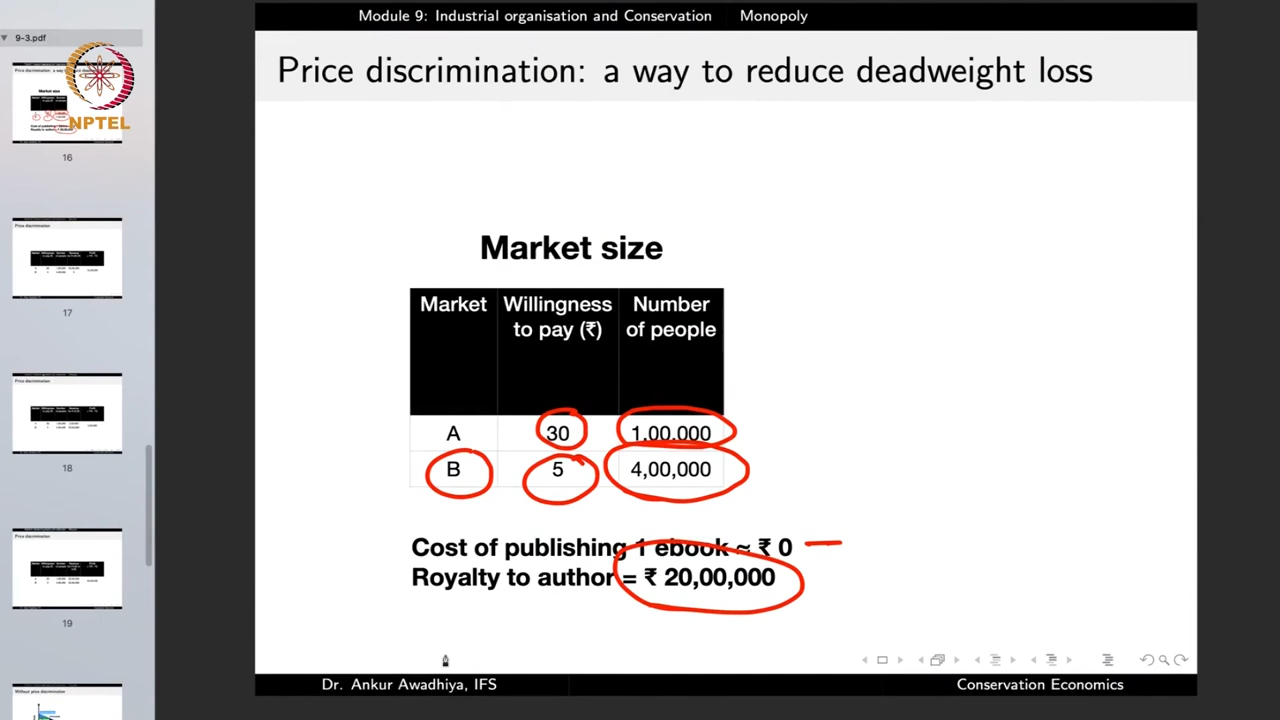 Module 9: Industrial organisation and Conservation Monopoly
9-3.pdf
Price discrimination: a way to reduce deadweight loss
NPTEL
16
Market size
Market Willingness to pay (₹) Number of people
A 30 1,00,000
B 5 4,00,000
Cost of publishing 1 ebook ≈ ₹ 0
Royalty to author = ₹ 20,00,000
17
18
19
Without price discrimination
Dr. Ankur Awadhiya, IFS Conservation Economics